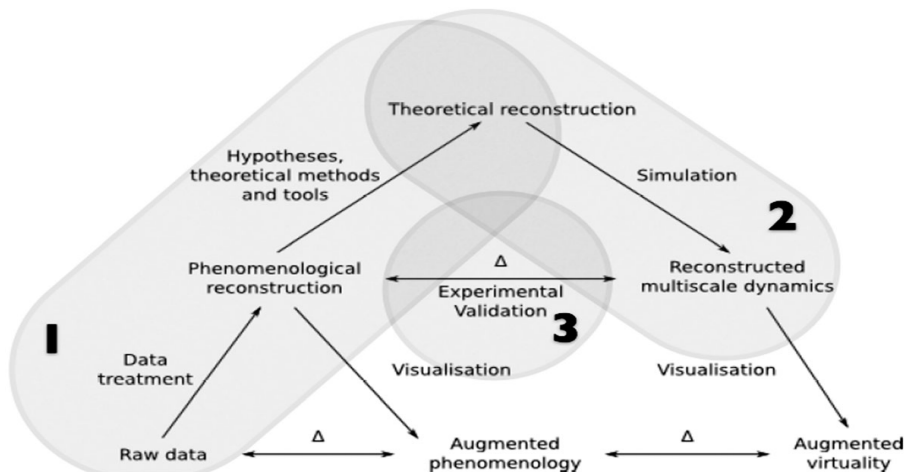 Theoretical reconstruction
Hypotheses,
theoretical methods
and tools
Simulation
2
Phenomenological
reconstruction
Δ
Experimental
Validation
Reconstructed
multiscale dynamics
1
3
Data
treatment
Visualisation
Visualisation
Raw data
Δ
Augmented
phenomenology
Δ
Augmented
virtuality